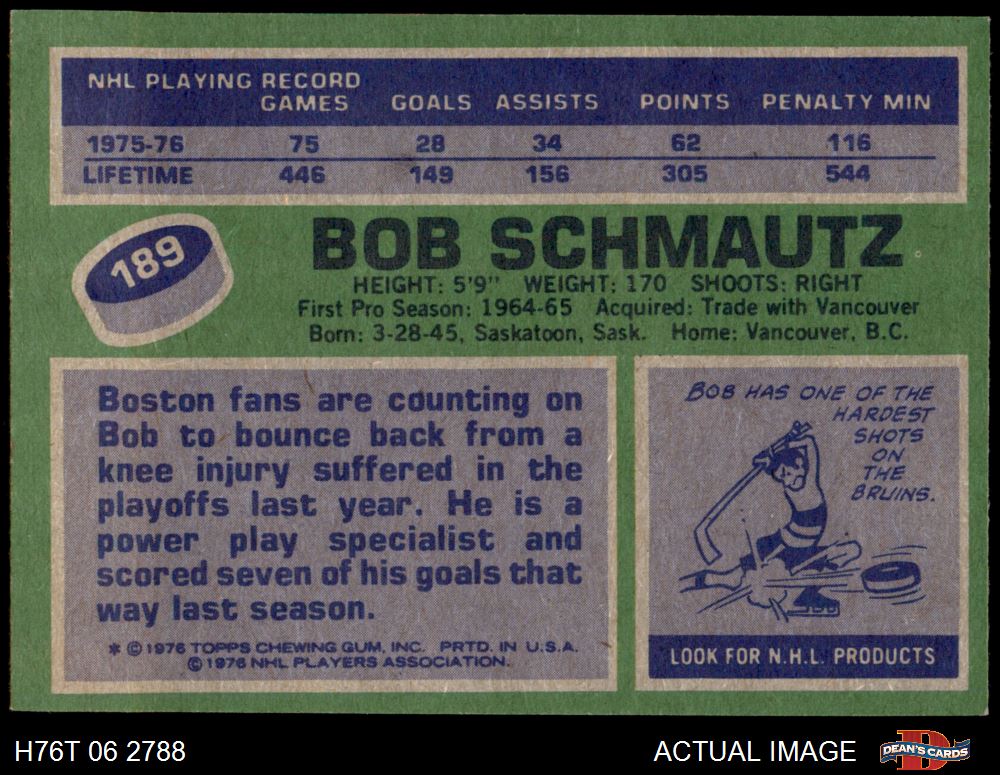 NHL PLAYING RECORD
GAMES GOALS ASSISTS POINTS PENALTY MIN
1975-76 75 28 34 62 116
LIFETIME 446 149 156 305 544
189
BOB SCHMAUTZ
HEIGHT: 5'9" WEIGHT: 170 SHOOTS: RIGHT
First Pro Season: 1964-65 Acquired: Trade with Vancouver
Born: 3-28-45, Saskatoon, Sask. Home: Vancouver, B.C.
Boston fans are counting on
Bob to bounce back from a
knee injury suffered in the
playoffs last year. He is a
power play specialist and
scored seven of his goals that
way last season.
* © 1976 TOPPS CHEWING GUM, INC. PRTD. IN U.S.A.
© 1976 NHL PLAYERS ASSOCIATION.
BOB HAS ONE OF THE
HARDEST
SHOTS
ON
THE
BRUINS.
LOOK FOR N.H.L. PRODUCTS
H76T 06 2788
ACTUAL IMAGE
DEAN'S CARDS